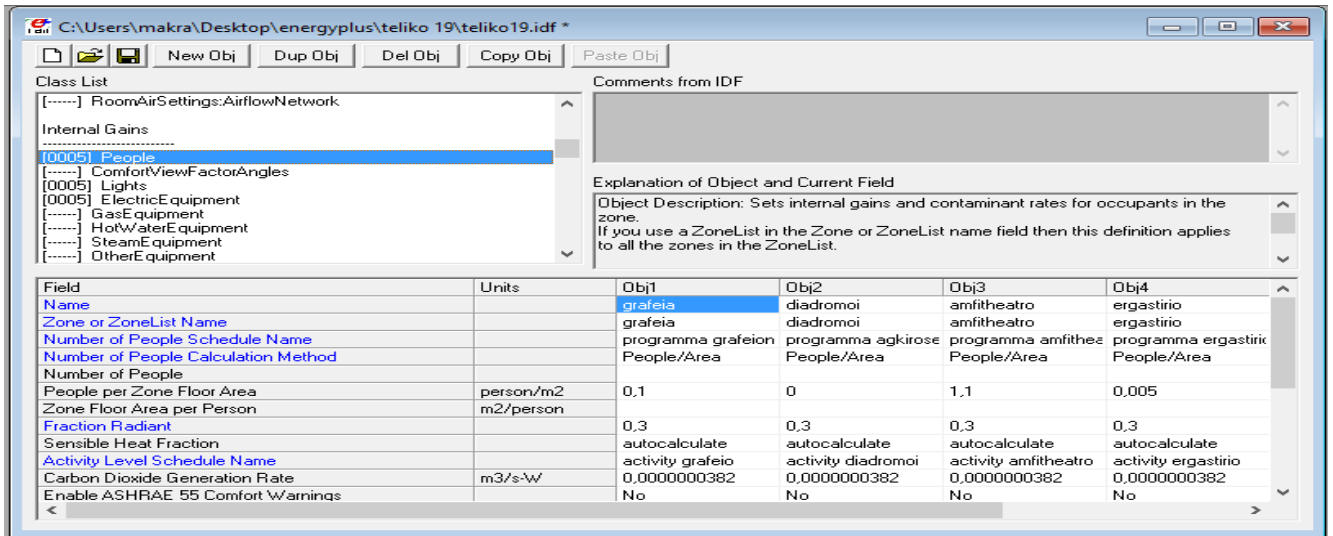 C:\Users\makra\Desktop\energyplus\teliko 19\teliko19.idf *
New Obj Dup Obj Del Obj Copy Obj Paste Obj
Class List
[------] RoomAirSettings:AirflowNetwork
Internal Gains
---------------------------
[0005] People
[------] ComfortViewFactorAngles
[0005] Lights
[0005] ElectricEquipment
[------] GasEquipment
[------] HotWaterEquipment
[------] SteamEquipment
[------] OtherEquipment
Comments from IDF
Explanation of Object and Current Field
Object Description: Sets internal gains and contaminant rates for occupants in the
zone.
If you use a ZoneList in the Zone or ZoneList name field then this definition applies
to all the zones in the ZoneList.
Field Units Obj1 Obj2 Obj3 Obj4
Name grafeia diadromoi amfitheatro ergastirio
Zone or ZoneList Name grafeia diadromoi amfitheatro ergastirio
Number of People Schedule Name programma grafeion programma agkirose programma amfithea programma ergastiric
Number of People Calculation Method People/Area People/Area People/Area People/Area
Number of People
People per Zone Floor Area person/m2 0,1 0 1,1 0,005
Zone Floor Area per Person m2/person
Fraction Radiant 0,3 0,3 0,3 0,3
Sensible Heat Fraction autocalculate autocalculate autocalculate autocalculate
Activity Level Schedule Name activity grafeio activity diadromoi activity amfitheatro activity ergastirio
Carbon Dioxide Generation Rate m3/s-W 0,0000000382 0,0000000382 0,0000000382 0,0000000382
Enable ASHRAE 55 Comfort Warnings No No No No